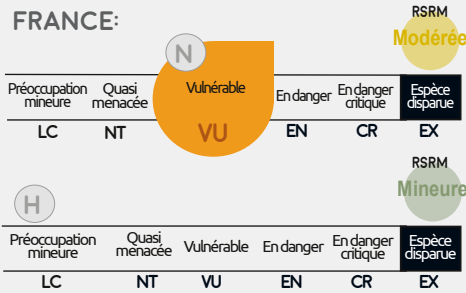 FRANCE:
RSRM
Modérée
N
Préoccupation mineure
Quasi menacée
Vulnérable
En danger
En danger critique
Espèce disparue
LC NT VU EN CR EX
RSRM
Mineure
H
Préoccupation mineure
Quasi menacée
Vulnérable
En danger
En danger critique
Espèce disparue
LC NT VU EN CR EX